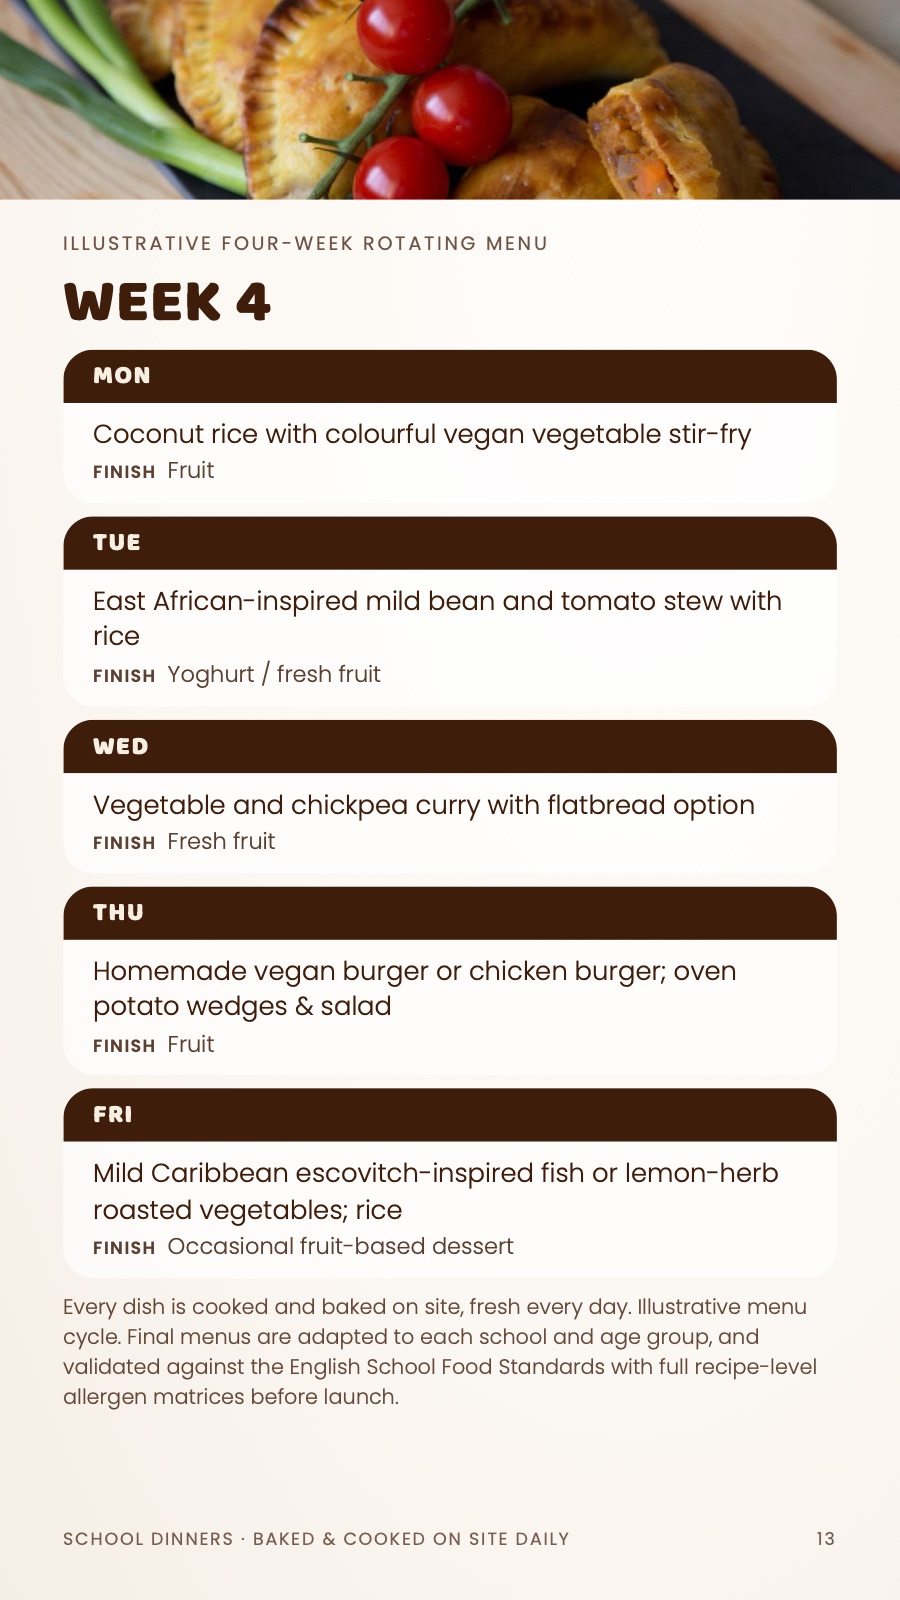 ILLUSTRATIVE FOUR-WEEK ROTATING MENU
WEEK 4
MON
Coconut rice with colourful vegan vegetable stir-fry
FINISH Fruit
TUE
East African-inspired mild bean and tomato stew with
rice
FINISH Yoghurt / fresh fruit
WED
Vegetable and chickpea curry with flatbread option
FINISH Fresh fruit
THU
Homemade vegan burger or chicken burger; oven
potato wedges & salad
FINISH Fruit
FRI
Mild Caribbean escovitch-inspired fish or lemon-herb
roasted vegetables; rice
FINISH Occasional fruit-based dessert
Every dish is cooked and baked on site, fresh every day. Illustrative menu
cycle. Final menus are adapted to each school and age group, and
validated against the English School Food Standards with full recipe-level
allergen matrices before launch.
SCHOOL DINNERS · BAKED & COOKED ON SITE DAILY 13